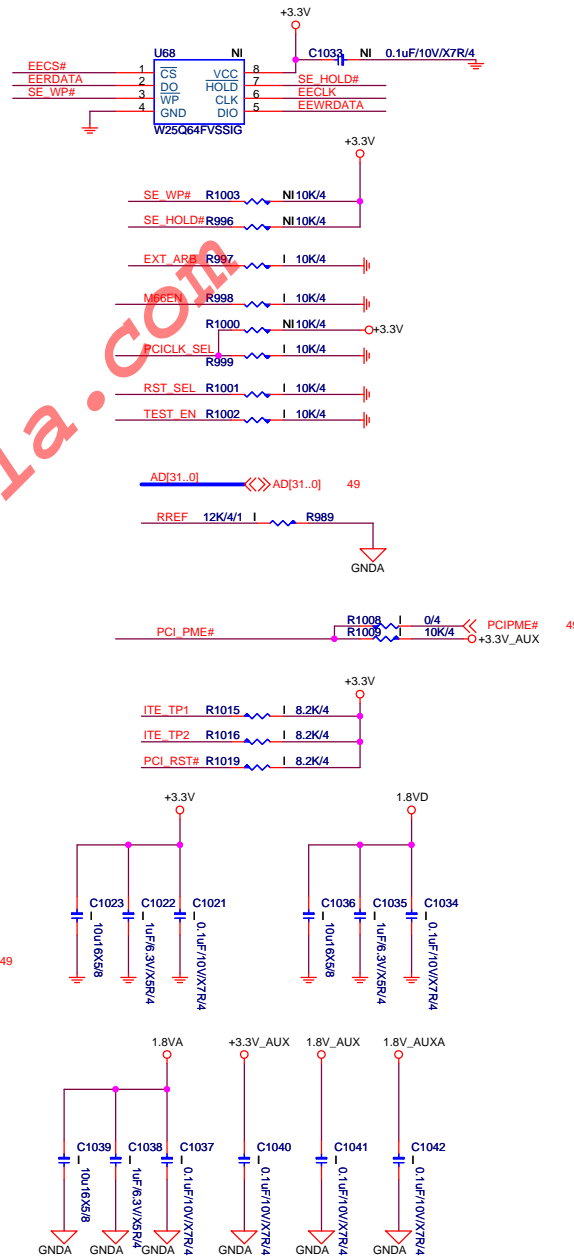 +3.3V
U68 NI
C1033 NI 0.1uF/10V/X7R/4
EECS# 1 CS VCC 8
EERDATA 2 DO HOLD 7 SE_HOLD#
SE_WP# 3 WP CLK 6 EECLK
4 GND DIO 5 EEWRDATA
W25Q64FVSSIG
+3.3V
SE_WP# R1003 NI 10K/4
SE_HOLD# R996 NI 10K/4
EXT_ARB R997 I 10K/4
M66EN R998 I 10K/4
R1000 NI 10K/4 +3.3V
PCICLK_SEL R999 I 10K/4
RST_SEL R1001 I 10K/4
TEST_EN R1002 I 10K/4
la.com
AD[31..0] AD[31..0] 49
RREF 12K/4/1 I R989
GNDA
R1008 I 0/4 PCIPME# 49
PCI_PME# R1009 I 10K/4 +3.3V_AUX
+3.3V
ITE_TP1 R1015 I 8.2K/4
ITE_TP2 R1016 I 8.2K/4
PCI_RST# R1019 I 8.2K/4
+3.3V 1.8VD
C1023 I 10u16X5/8
C1022 I 1uF/6.3V/X5R/4
C1021 I 0.1uF/10V/X7R/4
C1036 I 10u16X5/8
C1035 I 1uF/6.3V/X5R/4
C1034 I 0.1uF/10V/X7R/4
49
1.8VA +3.3V_AUX 1.8V_AUX 1.8V_AUXA
C1039 I 10u16X5/8
C1038 I 1uF/6.3V/X5R/4
C1037 I 0.1uF/10V/X7R/4
C1040 I 0.1uF/10V/X7R/4
C1041 I 0.1uF/10V/X7R/4
C1042 I 0.1uF/10V/X7R/4
GNDA GNDA GNDA GNDA GNDA GNDA